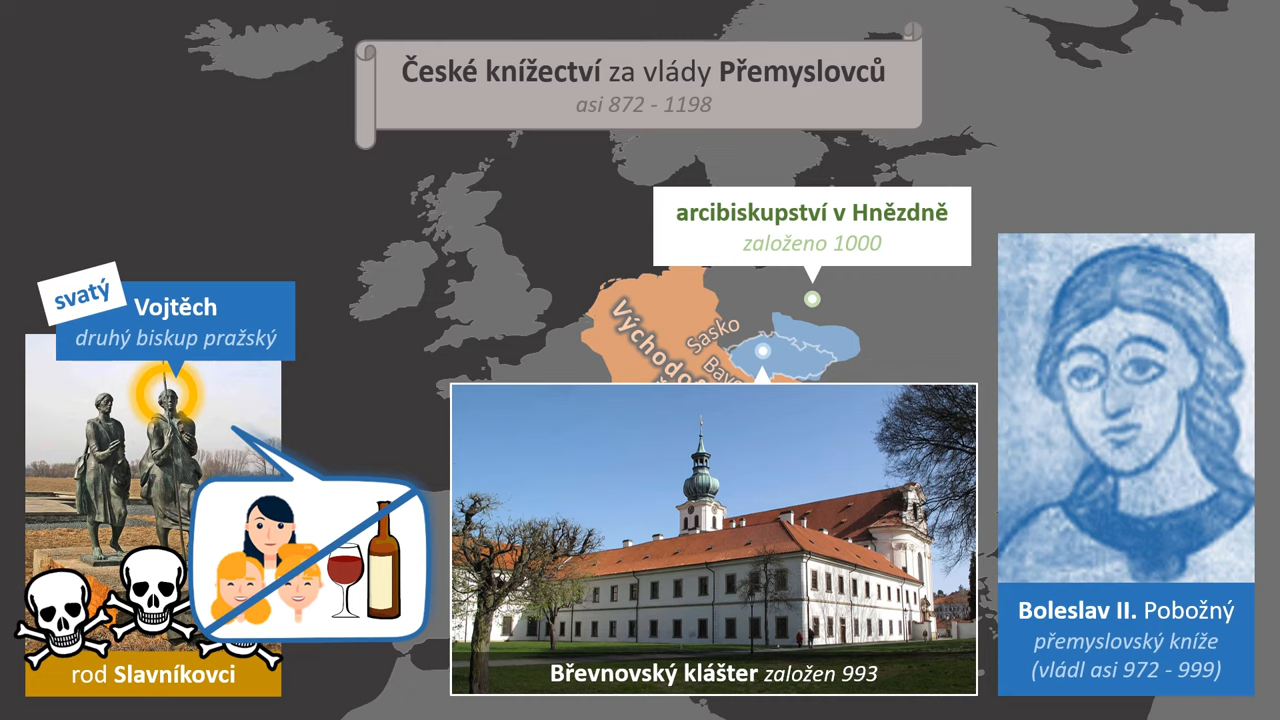 České knížectví za vlády Přemyslovců
asi 872 - 1198
arcibiskupství v Hnězdně
založeno 1000
svatý
Vojtěch
druhý biskup pražský
Sasko
rod Slavníkovci
Břevnovský klášter založen 993
Boleslav II. Pobožný
přemyslovský kníže
(vládl asi 972 - 999)